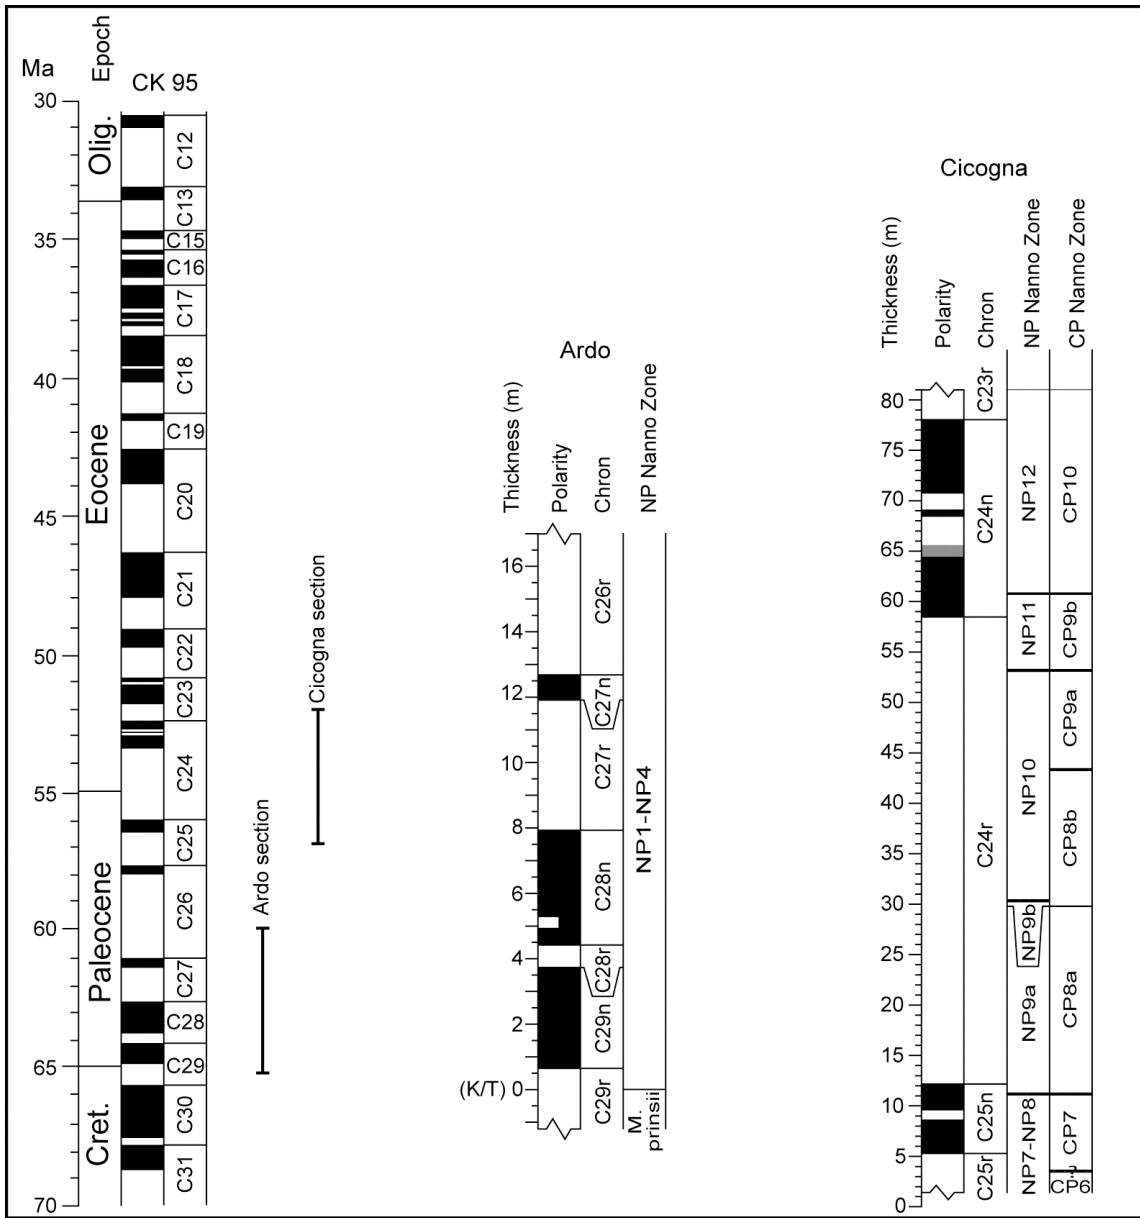 Ma
Epoch
CK 95
30
35
40
45
50
55
60
65
70
Olig.
Eocene
Paleocene
Cret.
C12
C13
C15
C16
C17
C18
C19
C20
C21
C22
C23
C24
C25
C26
C27
C28
C29
C30
C31
Cicogna section
Ardo section
Ardo
Thickness (m)
Polarity
Chron
NP Nanno Zone
16
14
12
10
8
6
4
2
(K/T) 0
C26r
C27n
C27r
C28n
C28r
C29n
C29r
NP1-NP4
M.
prinsii
Cicogna
Thickness (m)
Polarity
Chron
NP Nanno Zone
CP Nanno Zone
80
75
70
65
60
55
50
45
40
35
30
25
20
15
10
5
0
C23r
C24n
C24r
C25n
C25r
NP12
NP11
NP10
NP9b
NP9a
NP7-NP8
CP10
CP9b
CP9a
CP8b
CP8a
CP7
?
CP6